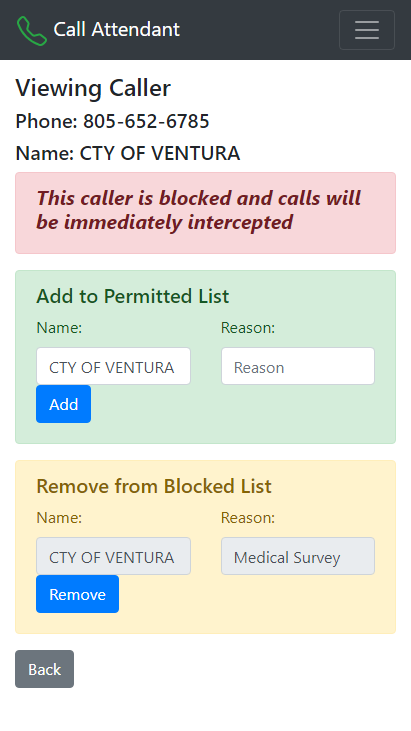 Call Attendant
Viewing Caller
Phone: 805-652-6785
Name: CTY OF VENTURA
This caller is blocked and calls will
be immediately intercepted
Add to Permitted List
Name: Reason:
CTY OF VENTURA Reason
Add
Remove from Blocked List
Name: Reason:
CTY OF VENTURA Medical Survey
Remove
Back